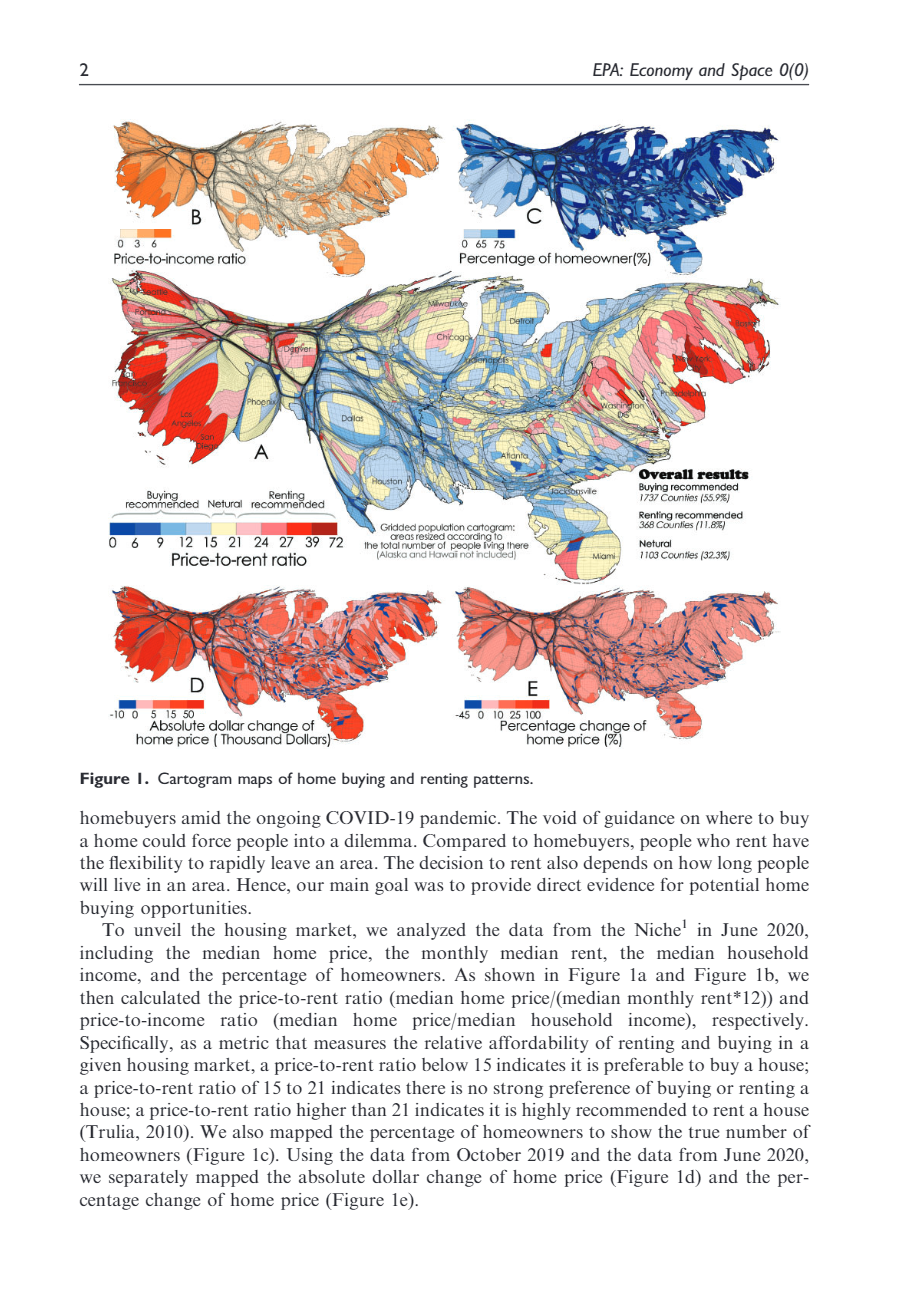 2
EPA: Economy and Space 0(0)
B
0 3 6
Price-to-income ratio
C
0 65 75
Percentage of homeowner(%)
Seattle
Portland
Denver
San
Francisco
Los
Angeles
San
Diego
Phoenix
A
Milwaukee
Chicago
Detroit
Indianapolis
Dallas
Houston
Atlanta
Jacksonville
Miami
Washington
DC
Philadelphia
New York
Boston
Buying
recommended
Netural
Renting
recommended
0 6 9 12 15 21 24 27 39 72
Price-to-rent ratio
Gridded population cartogram:
areas resized according to
the total number of people living there
(Alaska and Hawaii not included)
Overall results
Buying recommended
1737 Counties (55.9%)
Renting recommended
368 Counties (11.8%)
Netural
1103 Counties (32.3%)
D
-10 0 5 15 50
Absolute dollar change of
home price ( Thousand Dollars)
E
-45 0 10 25 100
Percentage change of
home price (%)
Figure 1. Cartogram maps of home buying and renting patterns.
homebuyers amid the ongoing COVID-19 pandemic. The void of guidance on where to buy
a home could force people into a dilemma. Compared to homebuyers, people who rent have
the flexibility to rapidly leave an area. The decision to rent also depends on how long people
will live in an area. Hence, our main goal was to provide direct evidence for potential home
buying opportunities.
To unveil the housing market, we analyzed the data from the Niche1 in June 2020,
including the median home price, the monthly median rent, the median household
income, and the percentage of homeowners. As shown in Figure 1a and Figure 1b, we
then calculated the price-to-rent ratio (median home price/(median monthly rent*12)) and
price-to-income ratio (median home price/median household income), respectively.
Specifically, as a metric that measures the relative affordability of renting and buying in a
given housing market, a price-to-rent ratio below 15 indicates it is preferable to buy a house;
a price-to-rent ratio of 15 to 21 indicates there is no strong preference of buying or renting a
house; a price-to-rent ratio higher than 21 indicates it is highly recommended to rent a house
(Trulia, 2010). We also mapped the percentage of homeowners to show the true number of
homeowners (Figure 1c). Using the data from October 2019 and the data from June 2020,
we separately mapped the absolute dollar change of home price (Figure 1d) and the per-
centage change of home price (Figure 1e).